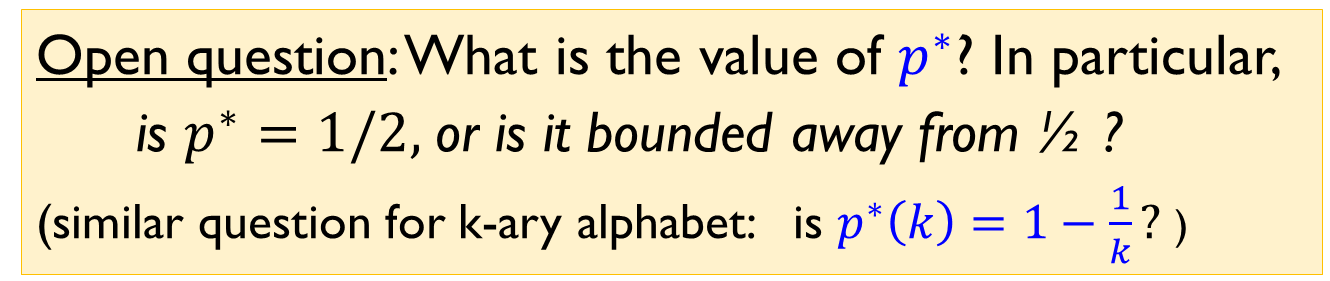 Open question: What is the value of p*? In particular,
is p* = 1/2, or is it bounded away from ½ ?
(similar question for k-ary alphabet: is p*(k) = 1 − 1/k? )